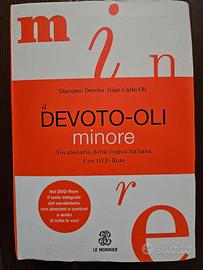 m i n
Giacomo Devoto - Gian Carlo Oli
il
DEVOTO-OLI
minore
Vocabolario della lingua italiana
Con DVD-Rom
Nel DVD-Rom
il testo integrale
del vocabolario
con sinonimi e contrari
e audio
di tutte le voci
o r e
LE MONNIER
subito